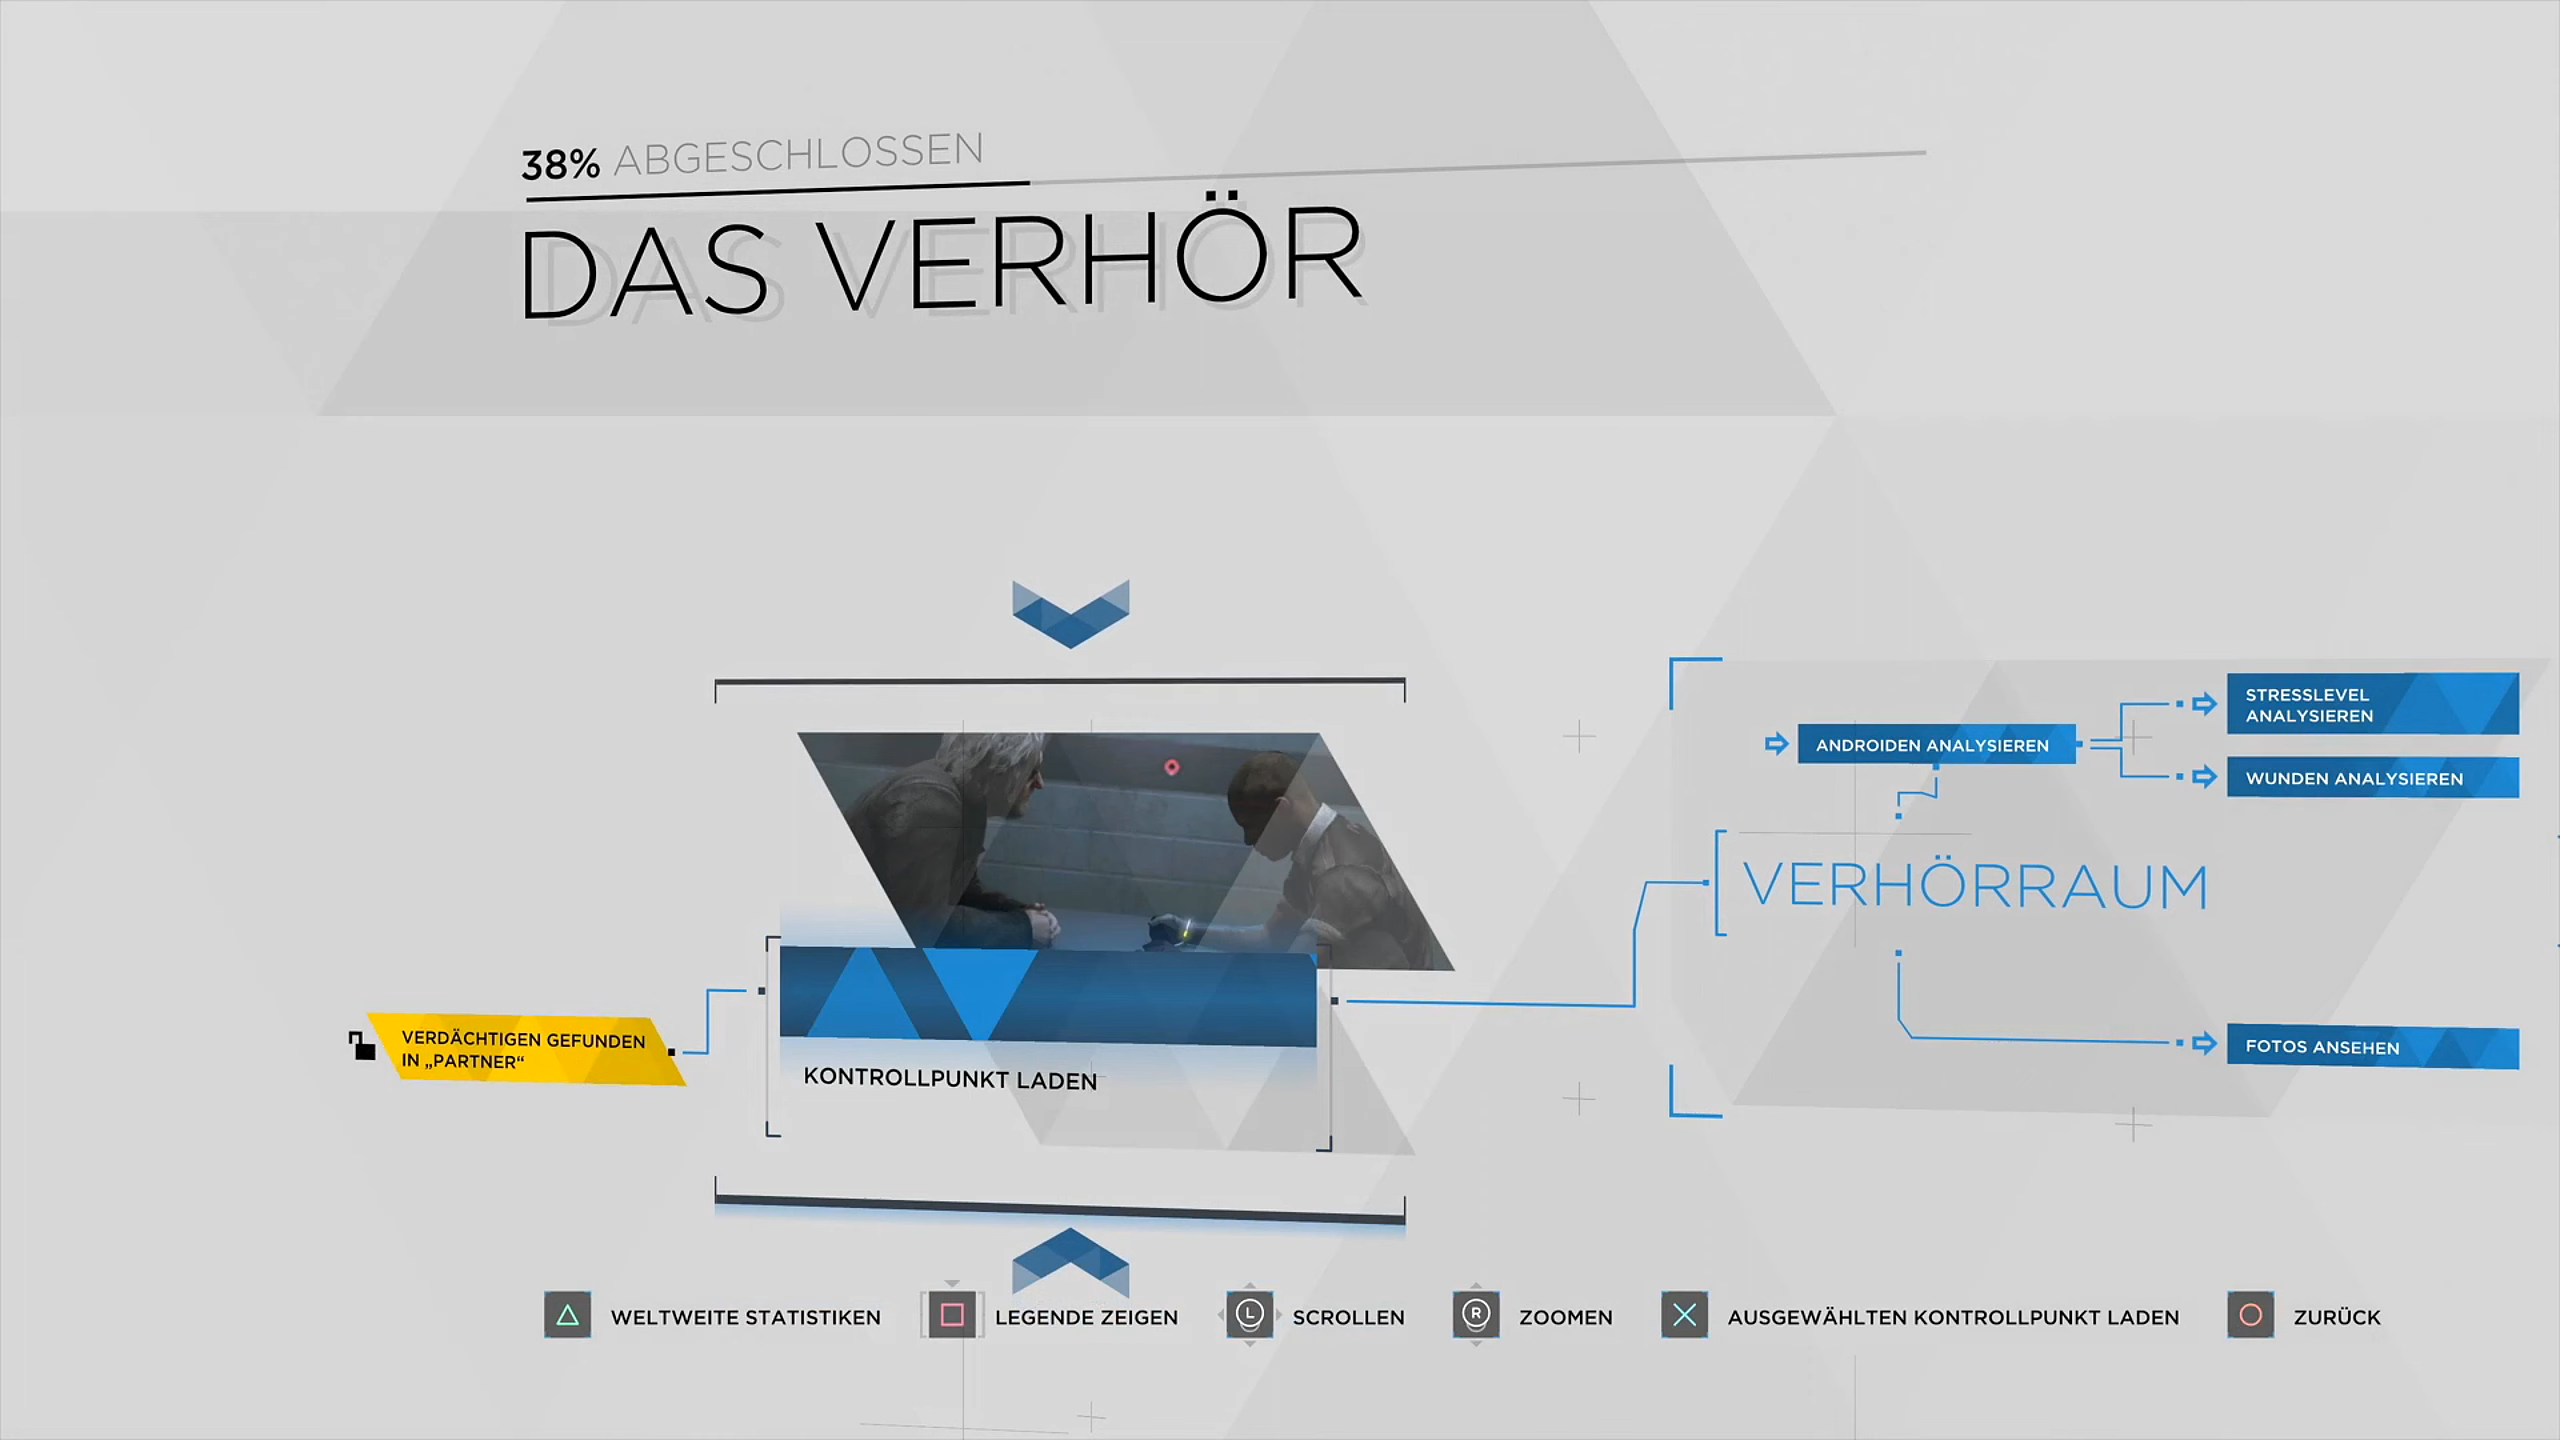 38% ABGESCHLOSSEN
DAS VERHÖR
VERDÄCHTIGEN GEFUNDEN
IN „PARTNER“
KONTROLLPUNKT LADEN
ANDROIDEN ANALYSIEREN
STRESSLEVEL
ANALYSIEREN
WUNDEN ANALYSIEREN
VERHÖRRAUM
FOTOS ANSEHEN
WELTWEITE STATISTIKEN
LEGENDE ZEIGEN
L SCROLLEN
R ZOOMEN
AUSGEWÄHLTEN KONTROLLPUNKT LADEN
ZURÜCK